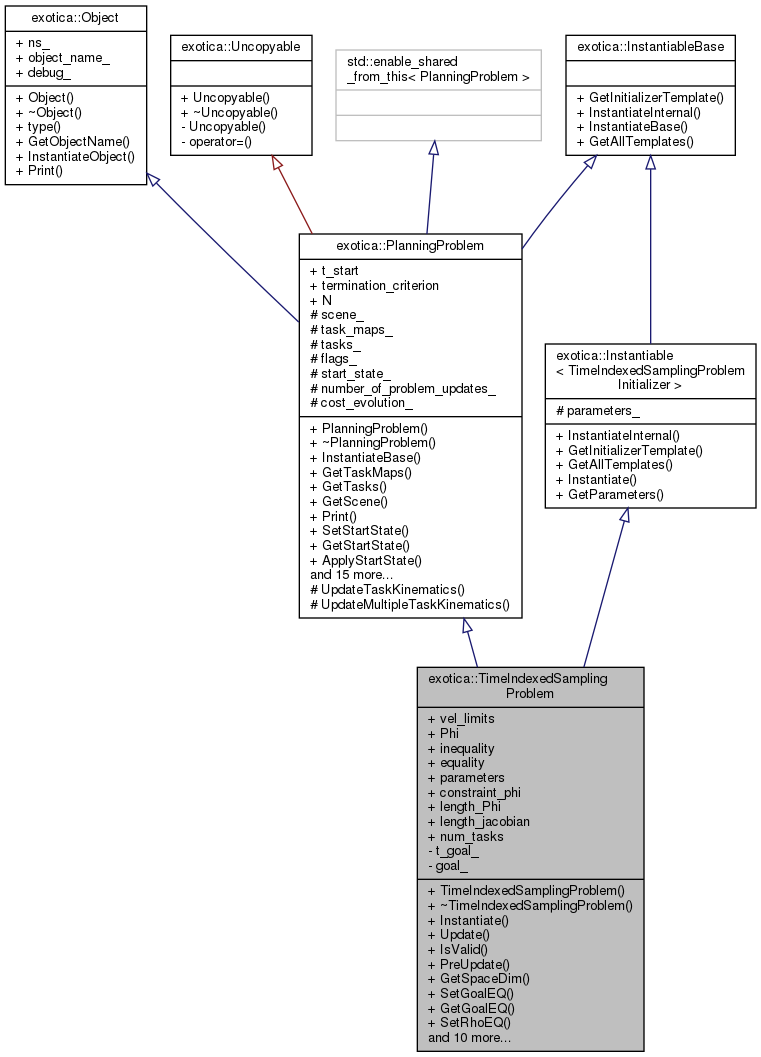 exotica::Object
+ ns_
+ object_name_
+ debug_
+ Object()
+ ~Object()
+ type()
+ GetObjectName()
+ InstantiateObject()
+ Print()
exotica::Uncopyable
+ Uncopyable()
+ ~Uncopyable()
- Uncopyable()
- operator=()
std::enable_shared
_from_this< PlanningProblem >
exotica::InstantiableBase
+ GetInitializerTemplate()
+ InstantiateInternal()
+ InstantiateBase()
+ GetAllTemplates()
exotica::PlanningProblem
+ t_start
+ termination_criterion
+ N
# scene_
# task_maps_
# tasks_
# flags_
# start_state_
# number_of_problem_updates_
# cost_evolution_
+ PlanningProblem()
+ ~PlanningProblem()
+ InstantiateBase()
+ GetTaskMaps()
+ GetTasks()
+ GetScene()
+ Print()
+ SetStartState()
+ GetStartState()
+ ApplyStartState()
and 15 more...
# UpdateTaskKinematics()
# UpdateMultipleTaskKinematics()
exotica::Instantiable
< TimeIndexedSamplingProblem
Initializer >
# parameters_
+ InstantiateInternal()
+ GetInitializerTemplate()
+ GetAllTemplates()
+ Instantiate()
+ GetParameters()
exotica::TimeIndexedSampling
Problem
+ vel_limits
+ Phi
+ inequality
+ equality
+ parameters
+ constraint_phi
+ length_Phi
+ length_jacobian
+ num_tasks
- t_goal_
- goal_
+ TimeIndexedSamplingProblem()
+ ~TimeIndexedSamplingProblem()
+ Instantiate()
+ Update()
+ IsValid()
+ PreUpdate()
+ GetSpaceDim()
+ SetGoalEQ()
+ GetGoalEQ()
+ SetRhoEQ()
and 10 more...